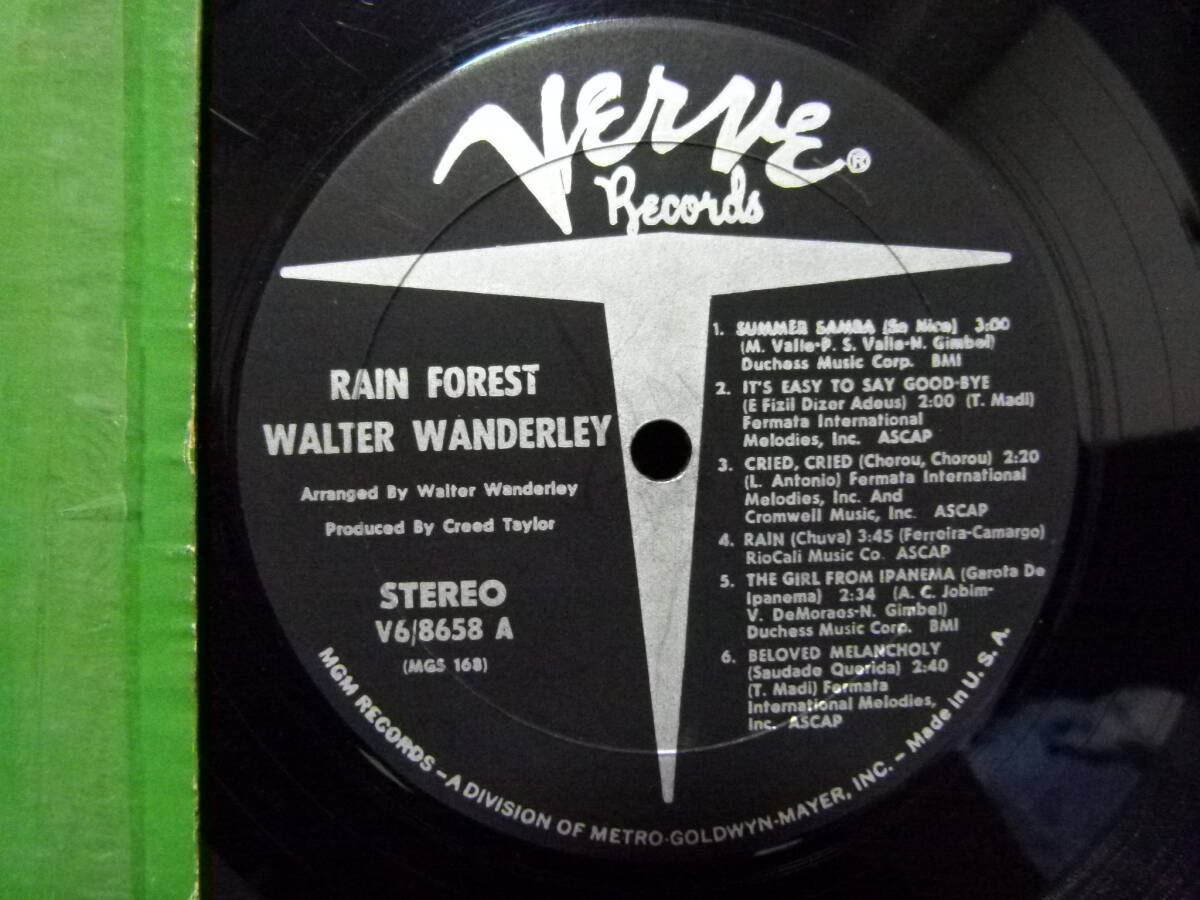 Verve®
Records
RAIN FOREST
WALTER WANDERLEY
Arranged By Walter Wanderley
Produced By Creed Taylor
STEREO
V6/8658 A
(MGS 168)
1. SUMMER SAMBA (So Nice) 3:00
(M. Valle-P. S. Valle-N. Gimbel)
Duchess Music Corp. BMI
2. IT'S EASY TO SAY GOOD-BYE
(E Fizil Dizer Adeus) 2:00 (T. Madi)
Fermata International
Melodies, Inc. ASCAP
3. CRIED, CRIED (Chorou, Chorou) 2:20
(L. Antonio) Fermata International
Melodies, Inc. And
Cromwell Music, Inc. ASCAP
4. RAIN (Chuva) 3:45 (Ferreira-Camargo)
RioCali Music Co. ASCAP
5. THE GIRL FROM IPANEMA (Garota De
Ipanema) 2:34 (A. C. Jobim-
V. DeMoraes-N. Gimbel)
Duchess Music Corp. BMI
6. BELOVED MELANCHOLY
(Saudade Querida) 2:40
(T. Madi) Fermata
International Melodies,
Inc. ASCAP
MGM RECORDS – A DIVISION OF METRO-GOLDWYN-MAYER, INC. – Made in U. S. A.